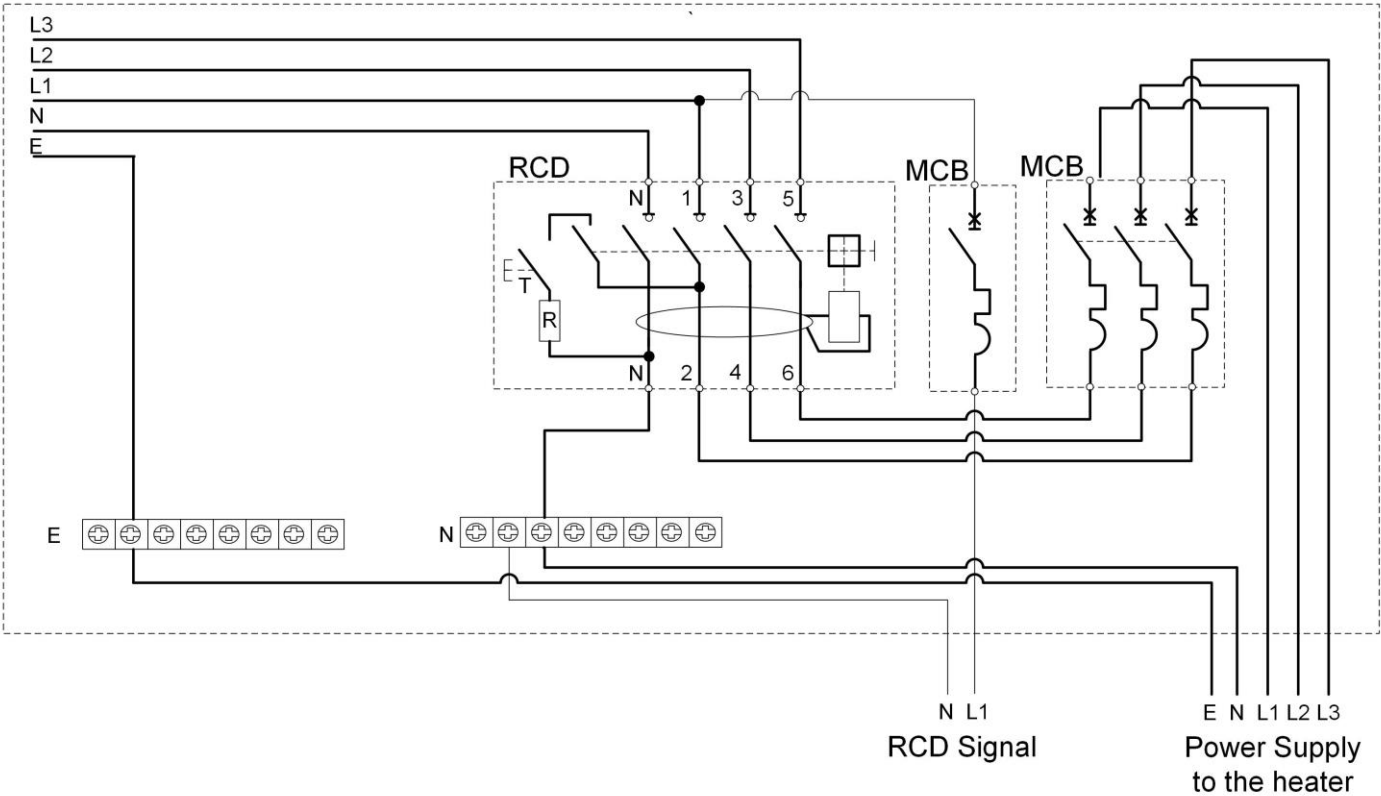 L3
L2
L1
N
E
RCD
MCB
MCB
N 1 3 5
T
R
N 2 4 6
E
N
N L1
E N L1 L2 L3
RCD Signal
Power Supply
to the heater